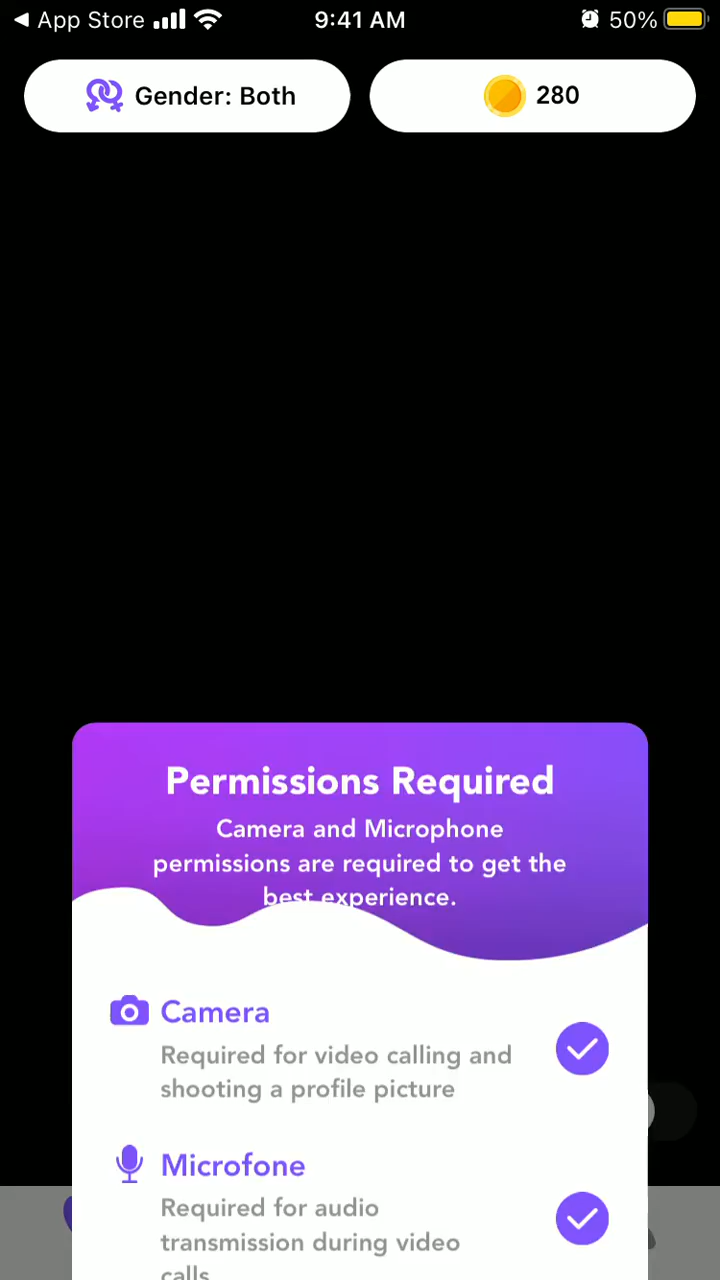 App Store
9:41 AM
50%
Gender: Both
280
Permissions Required
Camera and Microphone
permissions are required to get the
best experience.
Camera
Required for video calling and
shooting a profile picture
Microfone
Required for audio
transmission during video
calls